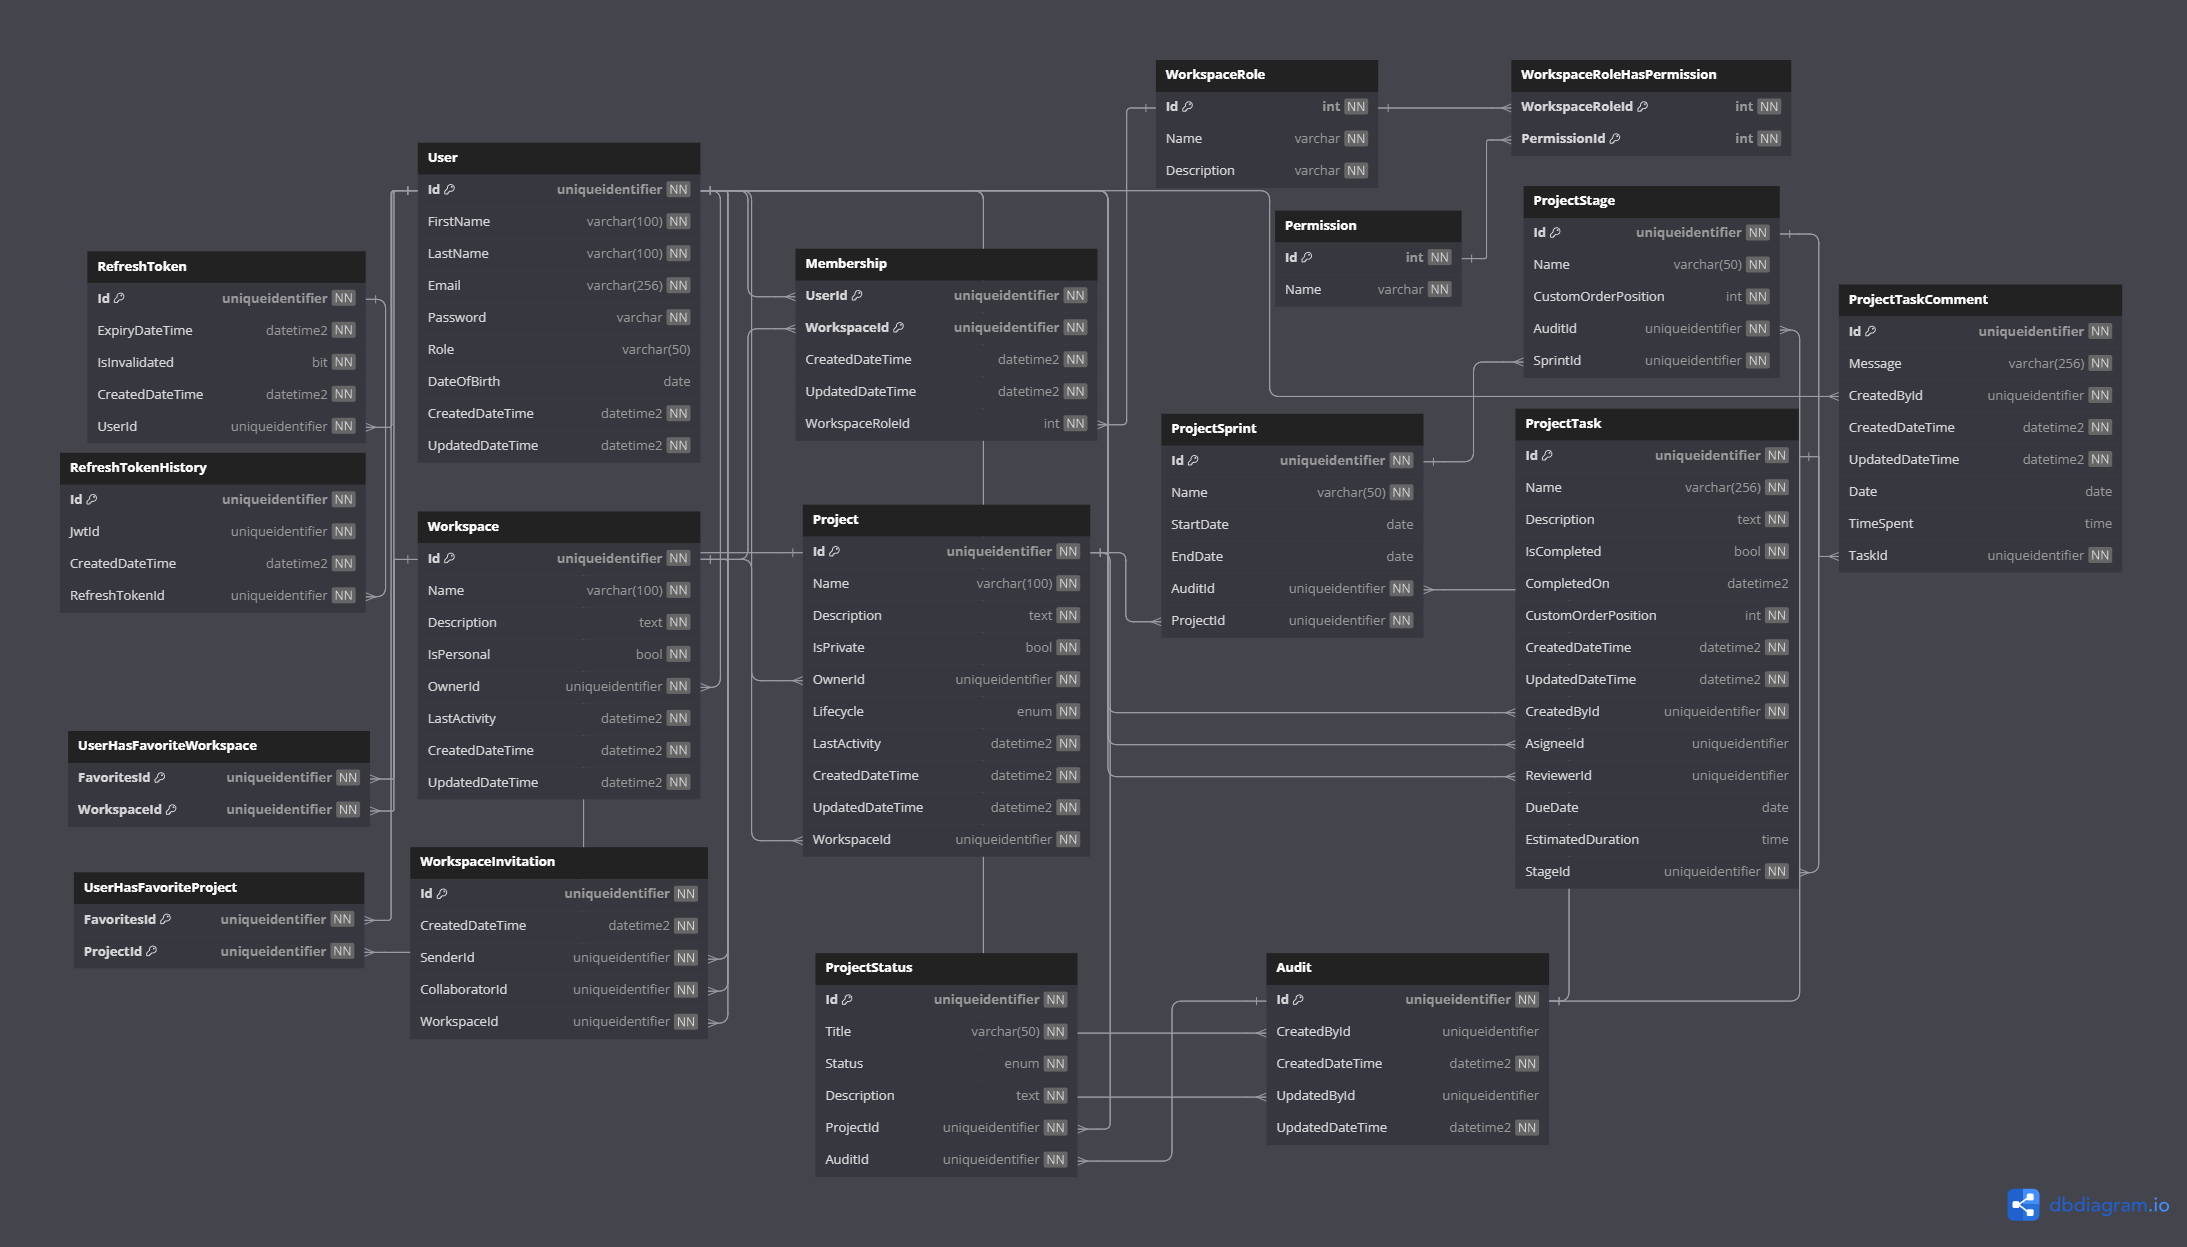 WorkspaceRole
Id int NN
Name varchar NN
Description varchar NN
WorkspaceRoleHasPermission
WorkspaceRoleId int NN
PermissionId int NN
User
Id uniqueidentifier NN
FirstName varchar(100) NN
LastName varchar(100) NN
Email varchar(256) NN
Password varchar NN
Role varchar(50)
DateOfBirth date
CreatedDateTime datetime2 NN
UpdatedDateTime datetime2 NN
ProjectStage
Id uniqueidentifier NN
Name varchar(50) NN
CustomOrderPosition int NN
AuditId uniqueidentifier NN
SprintId uniqueidentifier NN
Permission
Id int NN
Name varchar NN
RefreshToken
Id uniqueidentifier NN
ExpiryDateTime datetime2 NN
IsInvalidated bit NN
CreatedDateTime datetime2 NN
UserId uniqueidentifier NN
Membership
UserId uniqueidentifier NN
WorkspaceId uniqueidentifier NN
CreatedDateTime datetime2 NN
UpdatedDateTime datetime2 NN
WorkspaceRoleId int NN
ProjectTaskComment
Id uniqueidentifier NN
Message varchar(256) NN
CreatedById uniqueidentifier NN
CreatedDateTime datetime2 NN
UpdatedDateTime datetime2 NN
Date date
TimeSpent time
TaskId uniqueidentifier NN
ProjectSprint
Id uniqueidentifier NN
Name varchar(50) NN
StartDate date
EndDate date
AuditId uniqueidentifier NN
ProjectId uniqueidentifier NN
ProjectTask
Id uniqueidentifier NN
Name varchar(256) NN
Description text NN
IsCompleted bool NN
CompletedOn datetime2
CustomOrderPosition int NN
CreatedDateTime datetime2 NN
UpdatedDateTime datetime2 NN
CreatedById uniqueidentifier NN
AsigneeId uniqueidentifier
ReviewerId uniqueidentifier
DueDate date
EstimatedDuration time
StageId uniqueidentifier NN
RefreshTokenHistory
Id uniqueidentifier NN
JwtId uniqueidentifier NN
CreatedDateTime datetime2 NN
RefreshTokenId uniqueidentifier NN
Workspace
Id uniqueidentifier NN
Name varchar(100) NN
Description text NN
IsPersonal bool NN
OwnerId uniqueidentifier NN
LastActivity datetime2 NN
CreatedDateTime datetime2 NN
UpdatedDateTime datetime2 NN
Project
Id uniqueidentifier NN
Name varchar(100) NN
Description text NN
IsPrivate bool NN
OwnerId uniqueidentifier NN
Lifecycle enum NN
LastActivity datetime2 NN
CreatedDateTime datetime2 NN
UpdatedDateTime datetime2 NN
WorkspaceId uniqueidentifier NN
UserHasFavoriteWorkspace
FavoritesId uniqueidentifier NN
WorkspaceId uniqueidentifier NN
UserHasFavoriteProject
FavoritesId uniqueidentifier NN
ProjectId uniqueidentifier NN
WorkspaceInvitation
Id uniqueidentifier NN
CreatedDateTime datetime2 NN
SenderId uniqueidentifier NN
CollaboratorId uniqueidentifier NN
WorkspaceId uniqueidentifier NN
ProjectStatus
Id uniqueidentifier NN
Title varchar(50) NN
Status enum NN
Description text NN
ProjectId uniqueidentifier NN
AuditId uniqueidentifier NN
Audit
Id uniqueidentifier NN
CreatedById uniqueidentifier
CreatedDateTime datetime2 NN
UpdatedById uniqueidentifier
UpdatedDateTime datetime2 NN
dbdiagram.io